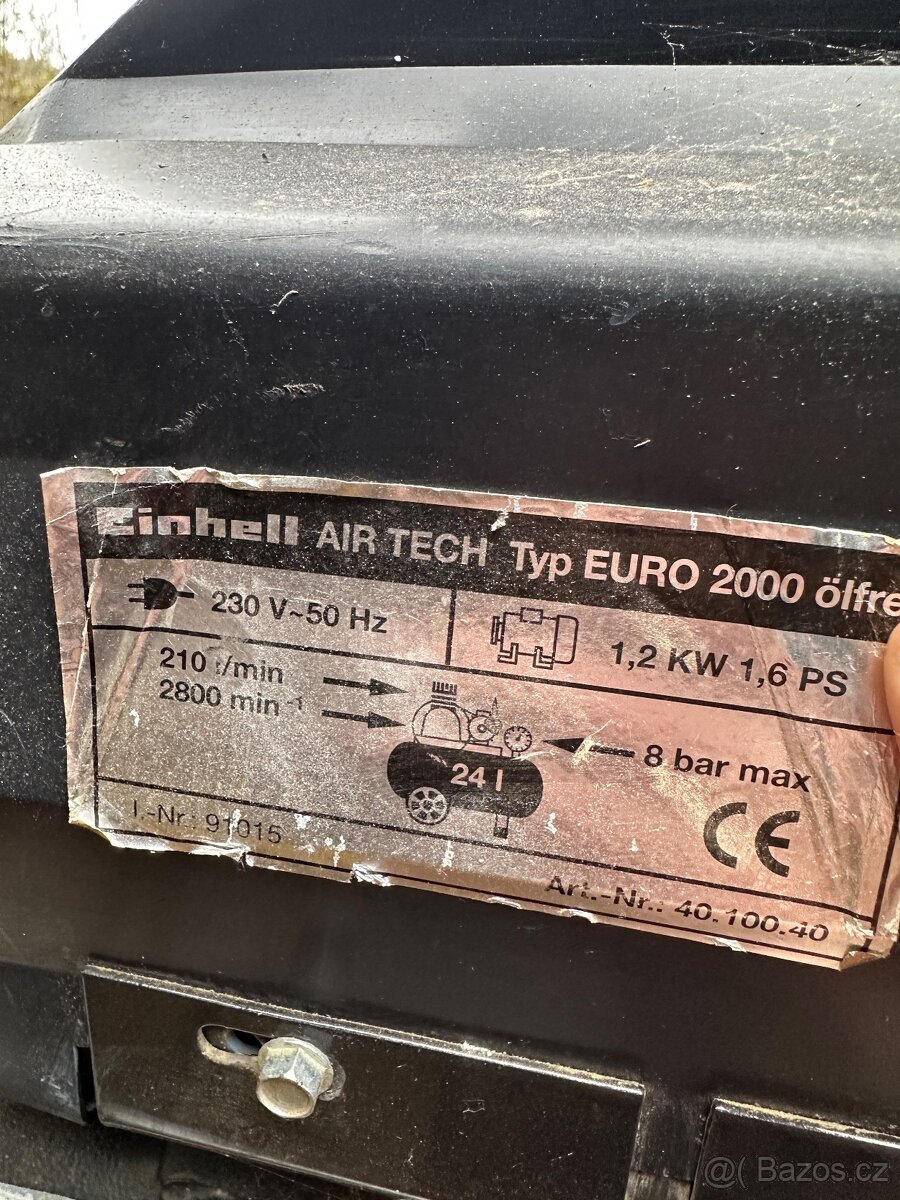 Einhell AIR TECH Typ EURO 2000 ölfre
230 V~50 Hz
1,2 KW 1,6 PS
210 l/min
2800 min⁻¹
24 l
8 bar max
CE
I.-Nr.: 91015
Art.-Nr.: 40.100.40
@( Bazos.cz